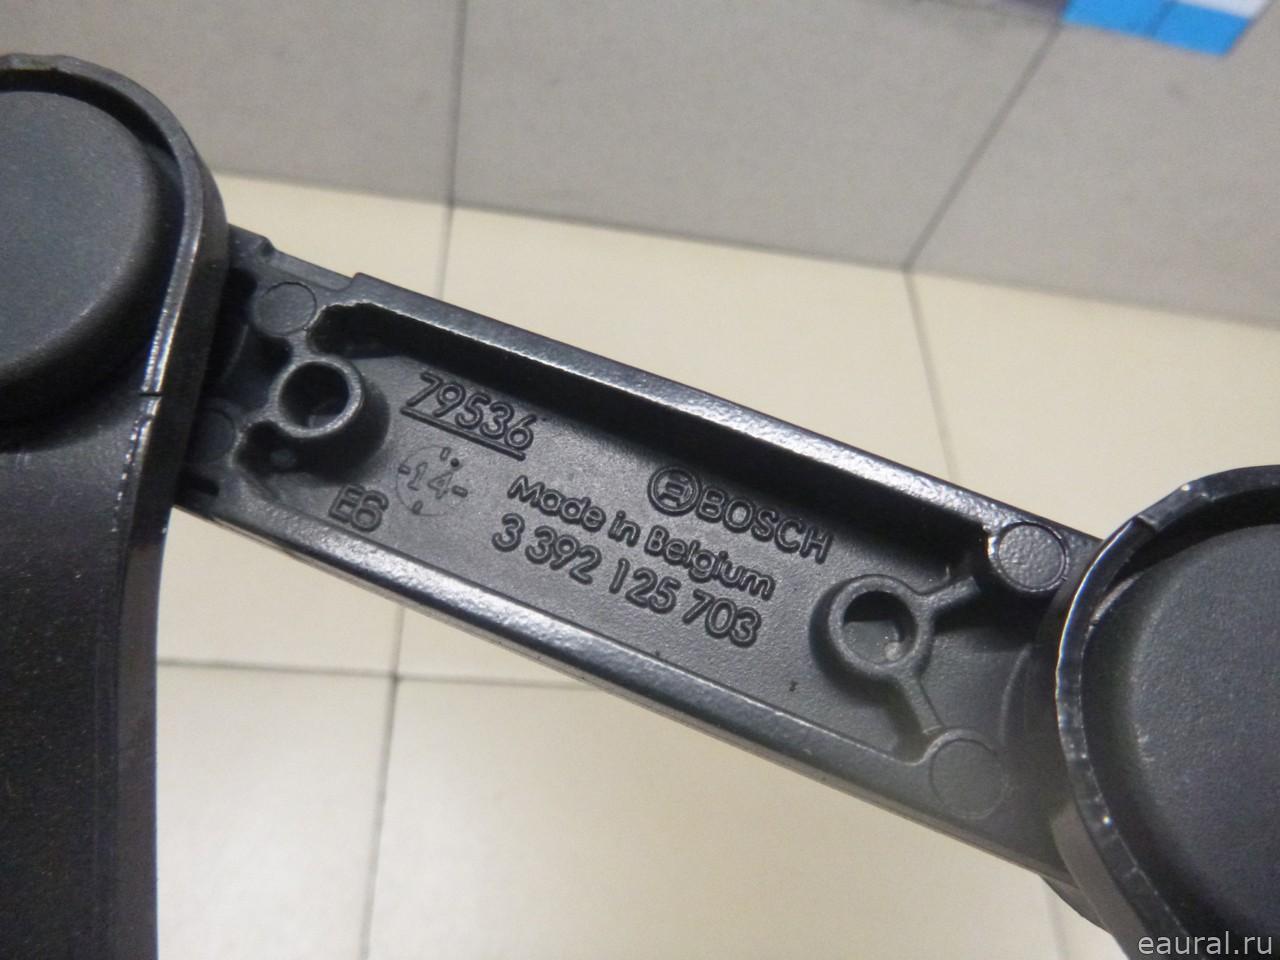 79536
14
E6
BOSCH
Made in Belgium
3 392 125 703
eaural.ru